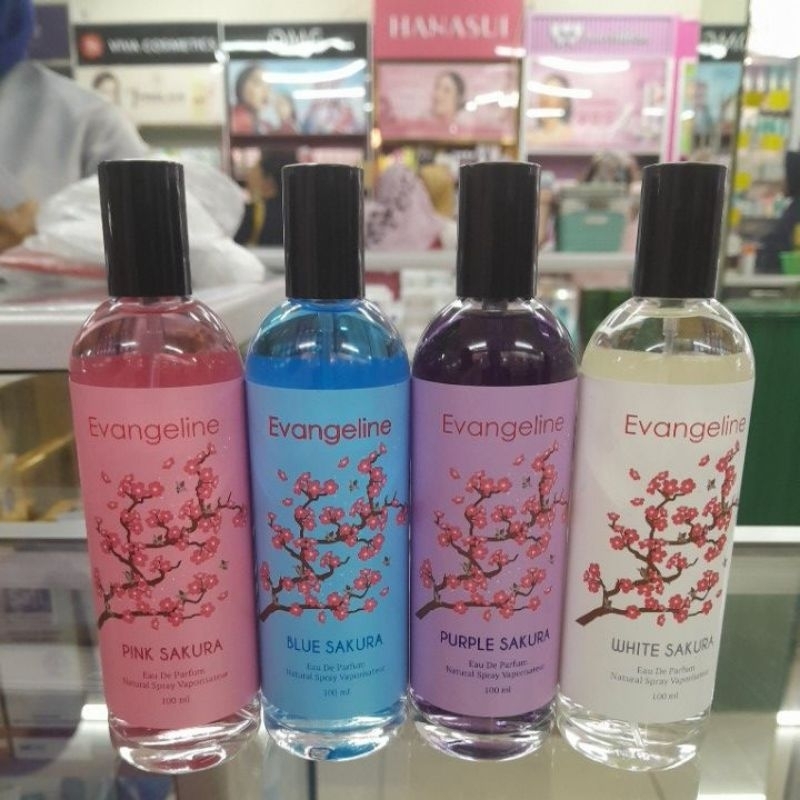 VIVA COSMETICS
HANASUI
Evangeline
PINK SAKURA
Eau De Parfum
Natural Spray Vaporisateur
100 ml
Evangeline
BLUE SAKURA
Eau De Parfum
Natural Spray Vaporisateur
100 ml
Evangeline
PURPLE SAKURA
Eau De Parfum
Natural Spray Vaporisateur
100 ml
Evangeline
WHITE SAKURA
Eau De Parfum
Natural Spray Vaporisateur
100 ml